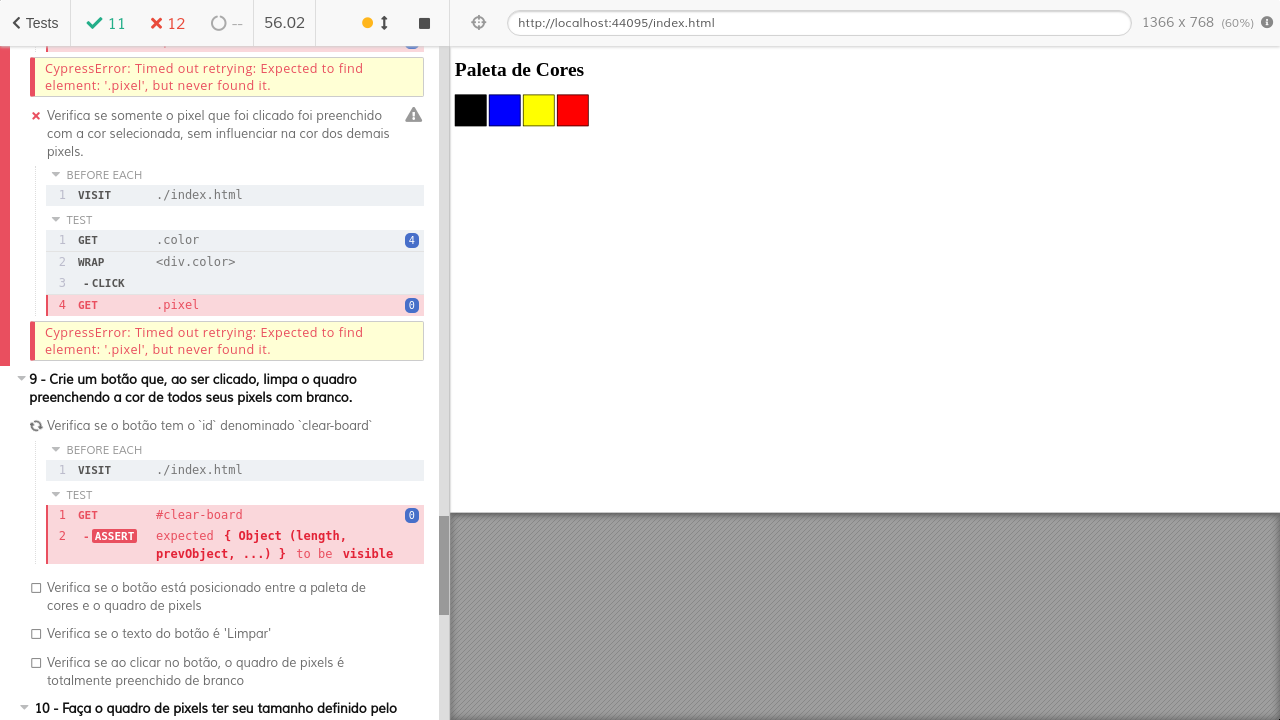 Tests 11 12 -- 56.02
http://localhost:44095/index.html 1366 x 768 (60%)
CypressError: Timed out retrying: Expected to find
element: '.pixel', but never found it.
Verifica se somente o pixel que foi clicado foi preenchido
com a cor selecionada, sem influenciar na cor dos demais
pixels.
BEFORE EACH
1 VISIT ./index.html
TEST
1 GET .color 4
2 WRAP <div.color>
3 -CLICK
4 GET .pixel 0
CypressError: Timed out retrying: Expected to find
element: '.pixel', but never found it.
9 - Crie um botão que, ao ser clicado, limpa o quadro
preenchendo a cor de todos seus pixels com branco.
Verifica se o botão tem o `id` denominado `clear-board`
BEFORE EACH
1 VISIT ./index.html
TEST
1 GET #clear-board 0
2 -ASSERT expected { Object (length,
prevObject, ...) } to be visible
Verifica se o botão está posicionado entre a paleta de
cores e o quadro de pixels
Verifica se o texto do botão é 'Limpar'
Verifica se ao clicar no botão, o quadro de pixels é
totalmente preenchido de branco
10 - Faça o quadro de pixels ter seu tamanho definido pelo
Paleta de Cores